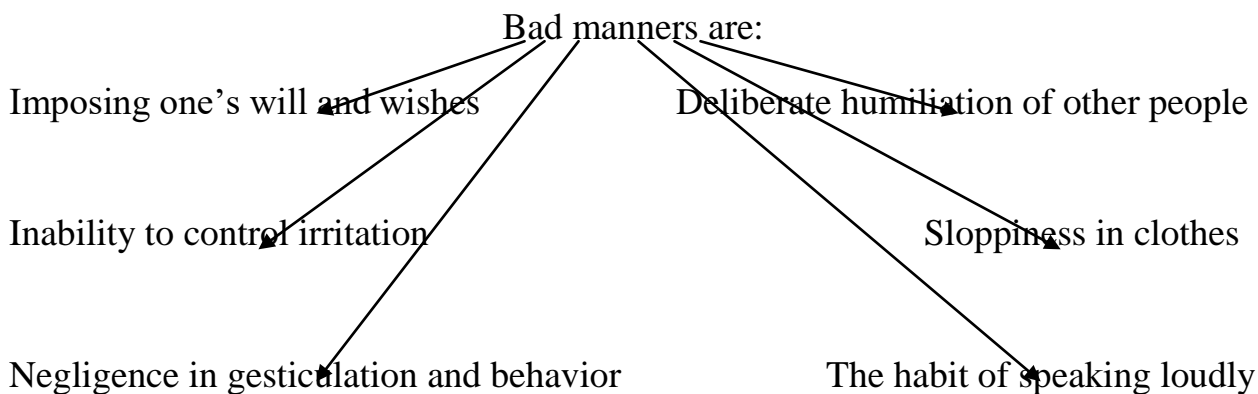 Bad manners are:
Imposing one’s will and wishes
Deliberate humiliation of other people
Inability to control irritation
Sloppiness in clothes
Negligence in gesticulation and behavior
The habit of speaking loudly